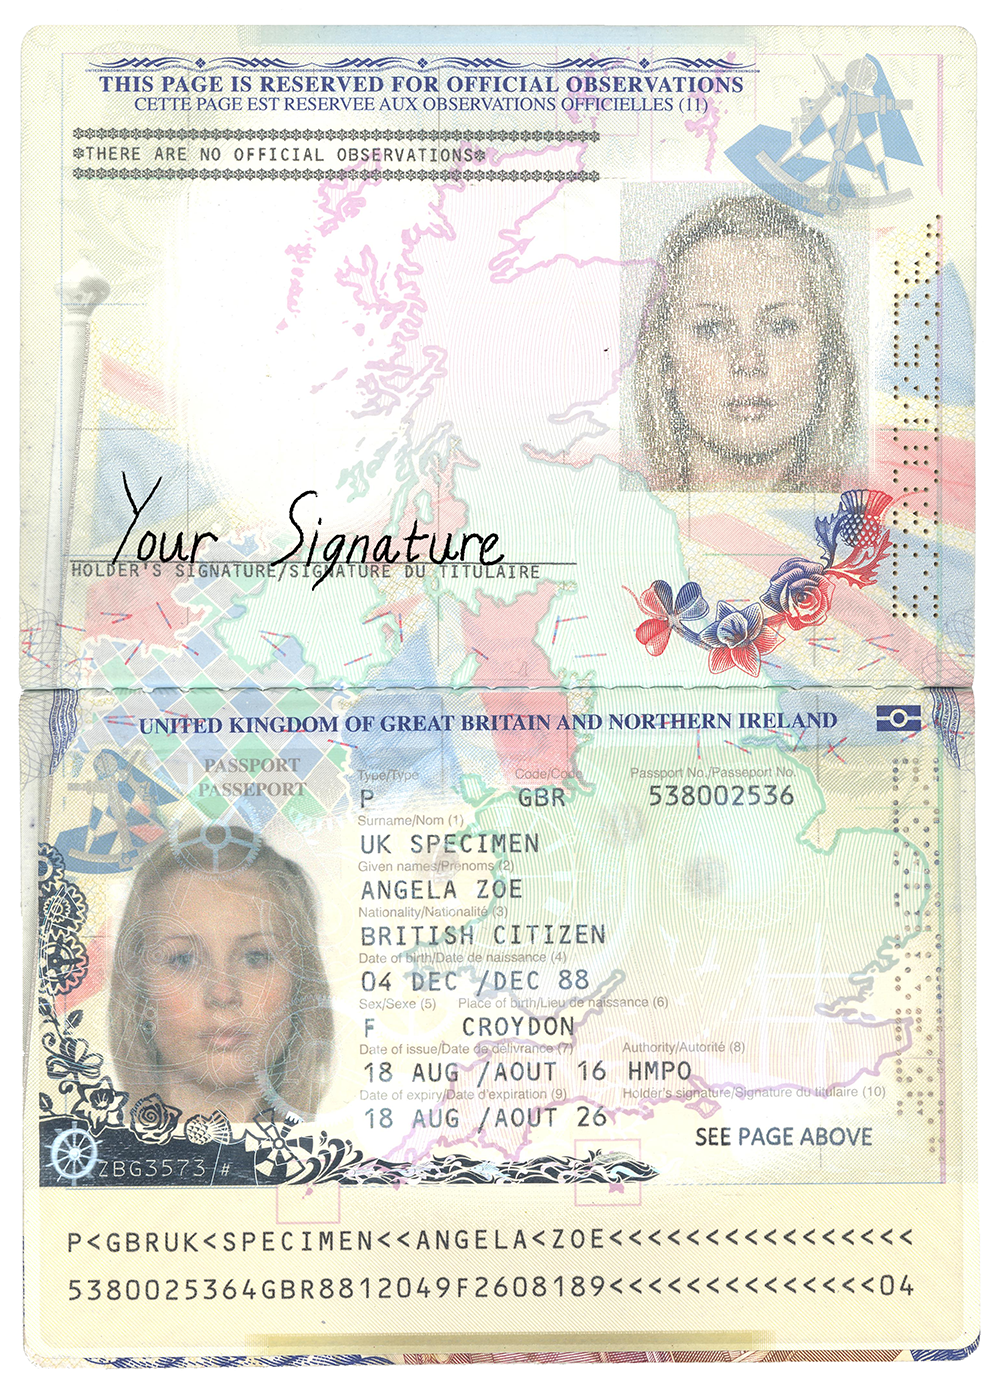 THIS PAGE IS RESERVED FOR OFFICIAL OBSERVATIONS
CETTE PAGE EST RESERVEE AUX OBSERVATIONS OFFICIELLES (11)
*THERE ARE NO OFFICIAL OBSERVATIONS*
Your Signature
HOLDER'S SIGNATURE/SIGNATURE DU TITULAIRE
UNITED KINGDOM OF GREAT BRITAIN AND NORTHERN IRELAND
PASSPORT
PASSEPORT
Type/Type Code/Code Passport No./Passeport No.
P GBR 538002536
Surname/Nom (1)
UK SPECIMEN
Given names/Prénoms (2)
ANGELA ZOE
Nationality/Nationalité (3)
BRITISH CITIZEN
Date of birth/Date de naissance (4)
04 DEC /DEC 88
Sex/Sexe (5) Place of birth/Lieu de naissance (6)
F CROYDON
Date of issue/Date de délivrance (7) Authority/Autorité (8)
18 AUG /AOUT 16 HMPO
Date of expiry/Date d'expiration (9) Holder's signature/Signature du titulaire (10)
18 AUG /AOUT 26
SEE PAGE ABOVE
ZBG3573 #
P<GBRUK<SPECIMEN<<ANGELA<ZOE<<<<<<<<<<<<<<<<
5380025364GBR8812049F2608189<<<<<<<<<<<<<<04